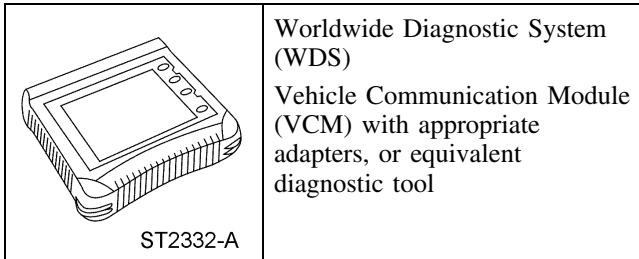 ST2332-A
Worldwide Diagnostic System
(WDS)
Vehicle Communication Module
(VCM) with appropriate
adapters, or equivalent
diagnostic tool